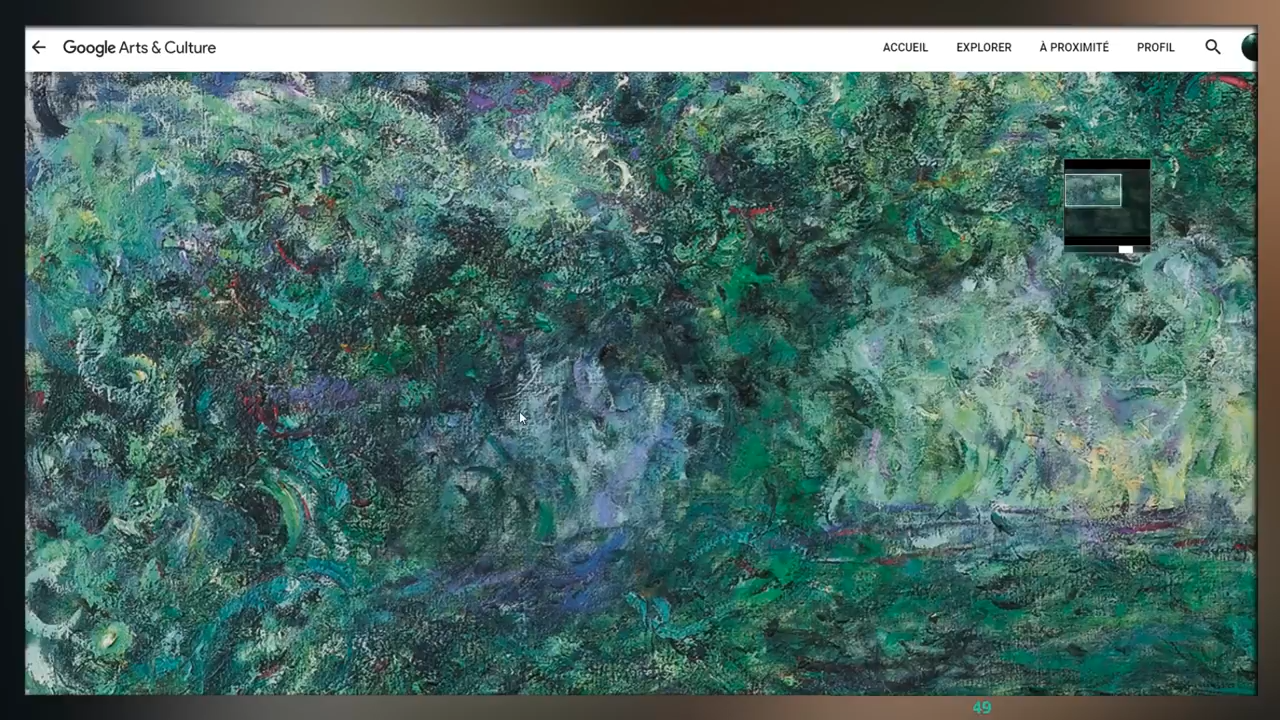 Google Arts & Culture
ACCUEIL
EXPLORER
À PROXIMITÉ
PROFIL
49